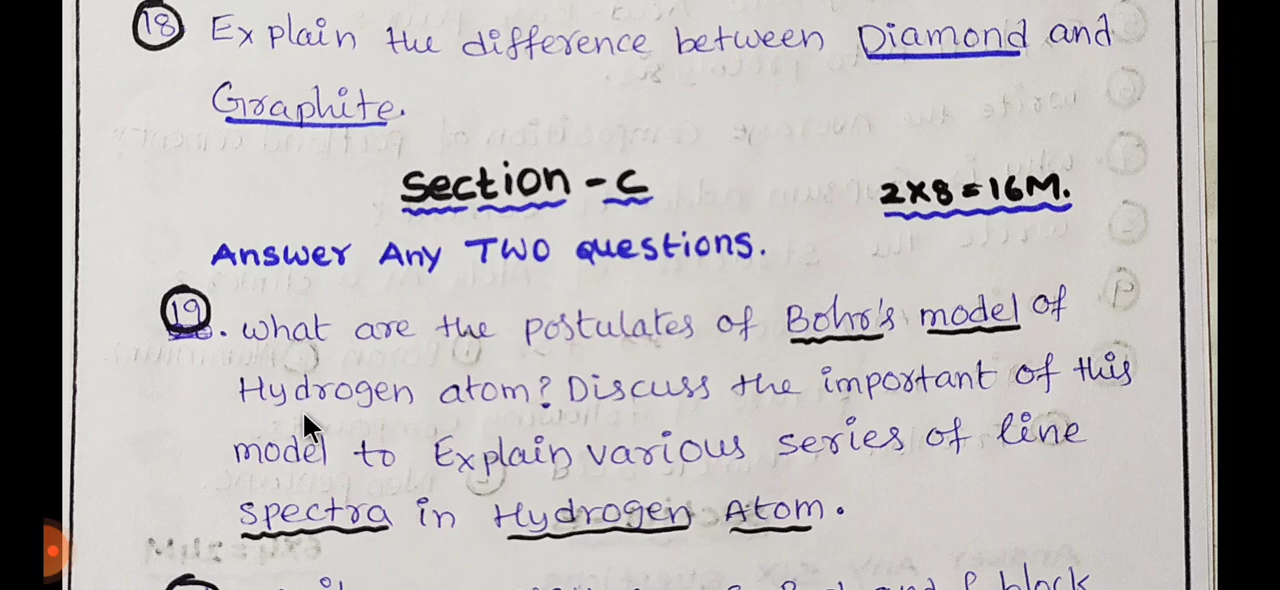 18 Explain the difference between Diamond and
Graphite.
Section - C 2x8=16M.
Answer Any TWO questions.
19. What are the postulates of Bohr's model of
Hydrogen atom? Discuss the important of this
model to Explain various series of line
spectra in Hydrogen Atom.
and P block